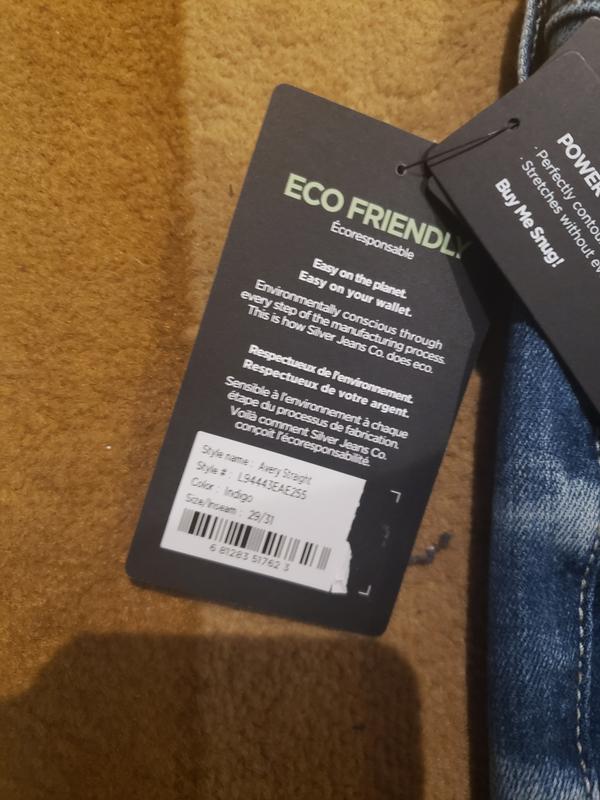 ECO FRIENDLY
Écoresponsable
Easy on the planet.
Easy on your wallet.
Environmentally conscious through
every step of the manufacturing process.
This is how Silver Jeans Co. does eco.
Respectueux de l'environnement.
Respectueux de votre argent.
Sensible à l'environnement à chaque
étape du processus de fabrication.
Voilà comment Silver Jeans Co.
conçoit l'écoresponsabilité.
Style name : Avery Straight
Style # : L94443EAE255
Color : Indigo
Size/Inseam : 29/31
6 81283 51762 3
POWER
· Perfectly
· Stretches without
Buy Me Snug!